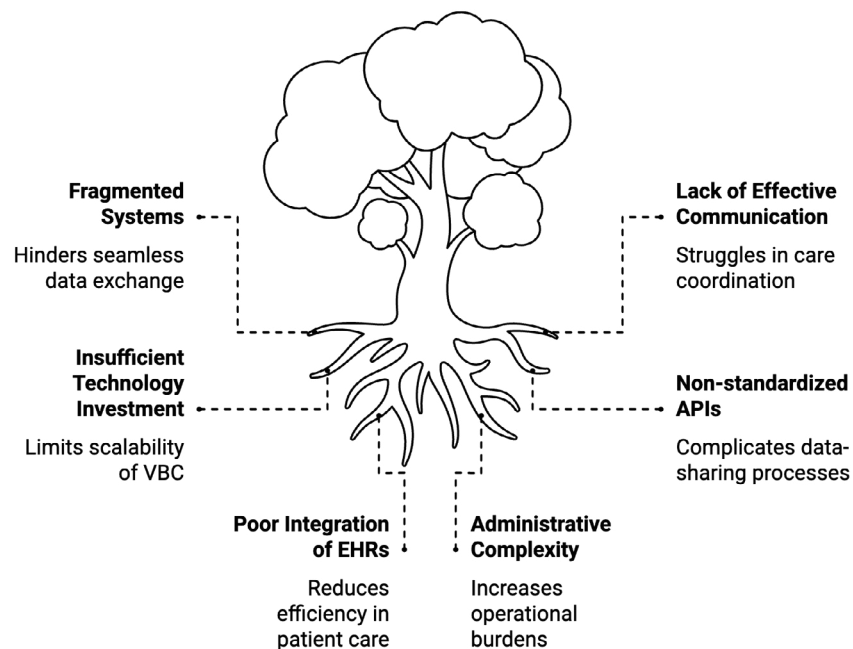 Fragmented
Systems
Hinders seamless
data exchange
Lack of Effective
Communication
Struggles in care
coordination
Insufficient
Technology
Investment
Limits scalability
of VBC
Non-standardized
APIs
Complicates data-
sharing processes
Poor Integration
of EHRs
Reduces
efficiency in
patient care
Administrative
Complexity
Increases
operational
burdens